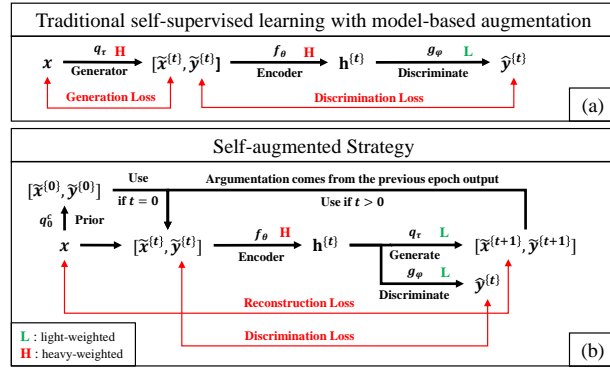 Traditional self-supervised learning with model-based augmentation
x q_τ H Generator [x̃^{t}, ỹ^{t}] f_θ H Encoder h^{t} g_φ L Discriminate ŷ^{t}
Generation Loss Discrimination Loss
(a)
Self-augmented Strategy
[x̃^{0}, ỹ^{0}] Use if t = 0 Argumentation comes from the previous epoch output
Use if t > 0
q_0^c Prior
x [x̃^{t}, ỹ^{t}] f_θ H Encoder h^{t} q_τ L Generate [x̃^{t+1}, ỹ^{t+1}]
g_φ L Discriminate ŷ^{t}
Reconstruction Loss
Discrimination Loss
L : light-weighted
H : heavy-weighted
(b)